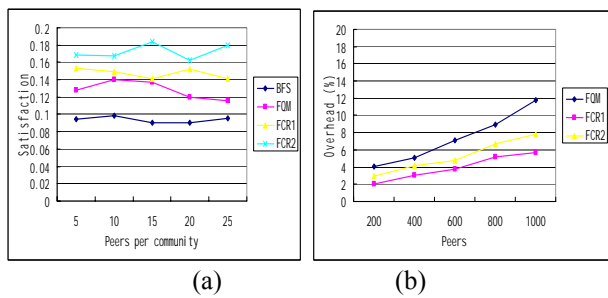 0.2
0.18
0.16
0.14
0.12
0.1
0.08
0.06
0.04
0.02
0
Satisfaction
5 10 15 20 25
Peers per community
BFS
FQM
FCR1
FCR2
(a)
20
18
16
14
12
10
8
6
4
2
0
Overhead (%)
200 400 600 800 1000
Peers
FQM
FCR1
FCR2
(b)